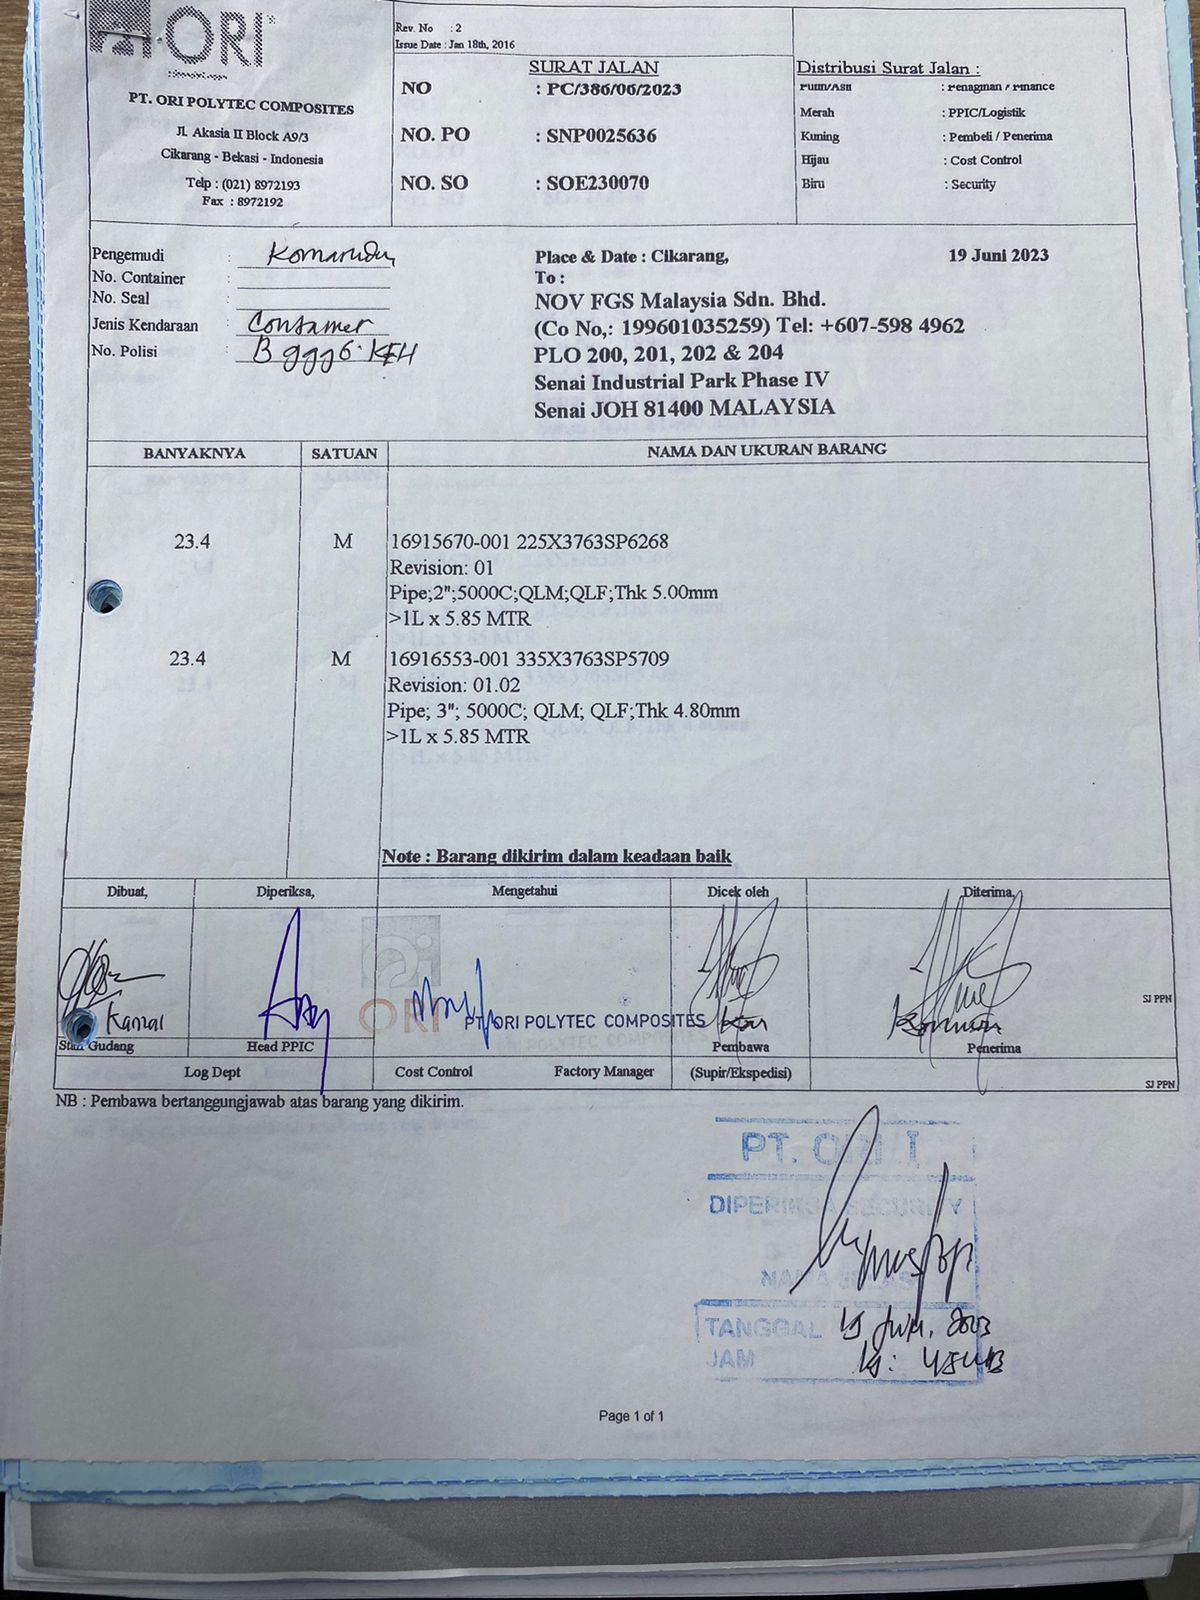 ORI
PT. ORI POLYTEC COMPOSITES
Jl. Akasia II Block A9/3
Cikarang - Bekasi - Indonesia
Telp : (021) 8972193
Fax : 8972192
Rev. No : 2
Issue Date : Jan 18th, 2016
SURAT JALAN
NO : PC/386/06/2023
NO. PO : SNP0025636
NO. SO : SOE230070
Distribusi Surat Jalan :
Putih/Asli : Penagihan / Finance
Merah : PPIC/Logistik
Kuning : Pembeli / Penerima
Hijau : Cost Control
Biru : Security
Pengemudi :
No. Container :
No. Seal :
Jenis Kendaraan :
No. Polisi : B 9996 KEH
Place & Date : Cikarang, 19 Juni 2023
To :
NOV FGS Malaysia Sdn. Bhd.
(Co No,: 199601035259) Tel: +607-598 4962
PLO 200, 201, 202 & 204
Senai Industrial Park Phase IV
Senai JOH 81400 MALAYSIA
BANYAKNYA SATUAN NAMA DAN UKURAN BARANG
23.4 M 16915670-001 225X3763SP6268
Revision: 01
Pipe;2";5000C;QLM;QLF;Thk 5.00mm
>1L x 5.85 MTR
23.4 M 16916553-001 335X3763SP5709
Revision: 01.02
Pipe; 3"; 5000C; QLM; QLF;Thk 4.80mm
>1L x 5.85 MTR
Note : Barang dikirim dalam keadaan baik
Dibuat, Diperiksa, Mengetahui Dicek oleh Diterima,
Kamal
ORI
PT. ORI POLYTEC COMPOSITES
SJ PPN
Staf Gudang Head PPIC Pembawa Penerima
Log Dept Cost Control Factory Manager (Supir/Ekspedisi)
SJ PPN
NB : Pembawa bertanggungjawab atas barang yang dikirim.
PT. ORI
DIPERIKSA SECURITY
NAMA JELAS
TANGGAL
JAM
Page 1 of 1